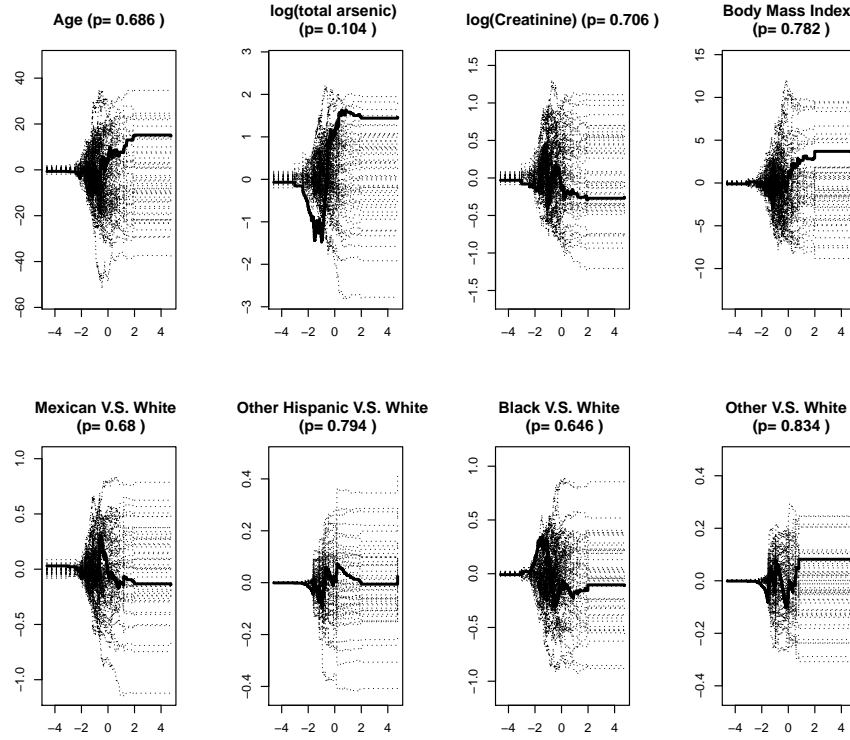 Age (p= 0.686 )
log(total arsenic)
(p= 0.104 )
log(Creatinine) (p= 0.706 )
Body Mass Index
(p= 0.782 )
40
20
0
−20
−40
−60
−4 −2 0 2 4
3
2
1
0
−1
−2
−3
−4 −2 0 2 4
1.5
1.0
0.5
0.0
−0.5
−1.0
−1.5
−4 −2 0 2 4
15
10
5
0
−5
−10
−4 −2 0 2 4
Mexican V.S. White
(p= 0.68 )
Other Hispanic V.S. White
(p= 0.794 )
Black V.S. White
(p= 0.646 )
Other V.S. White
(p= 0.834 )
1.0
0.5
0.0
−0.5
−1.0
−4 −2 0 2 4
0.4
0.2
0.0
−0.2
−0.4
−4 −2 0 2 4
1.0
0.5
0.0
−0.5
−1.0
−4 −2 0 2 4
0.4
0.2
0.0
−0.2
−0.4
−4 −2 0 2 4